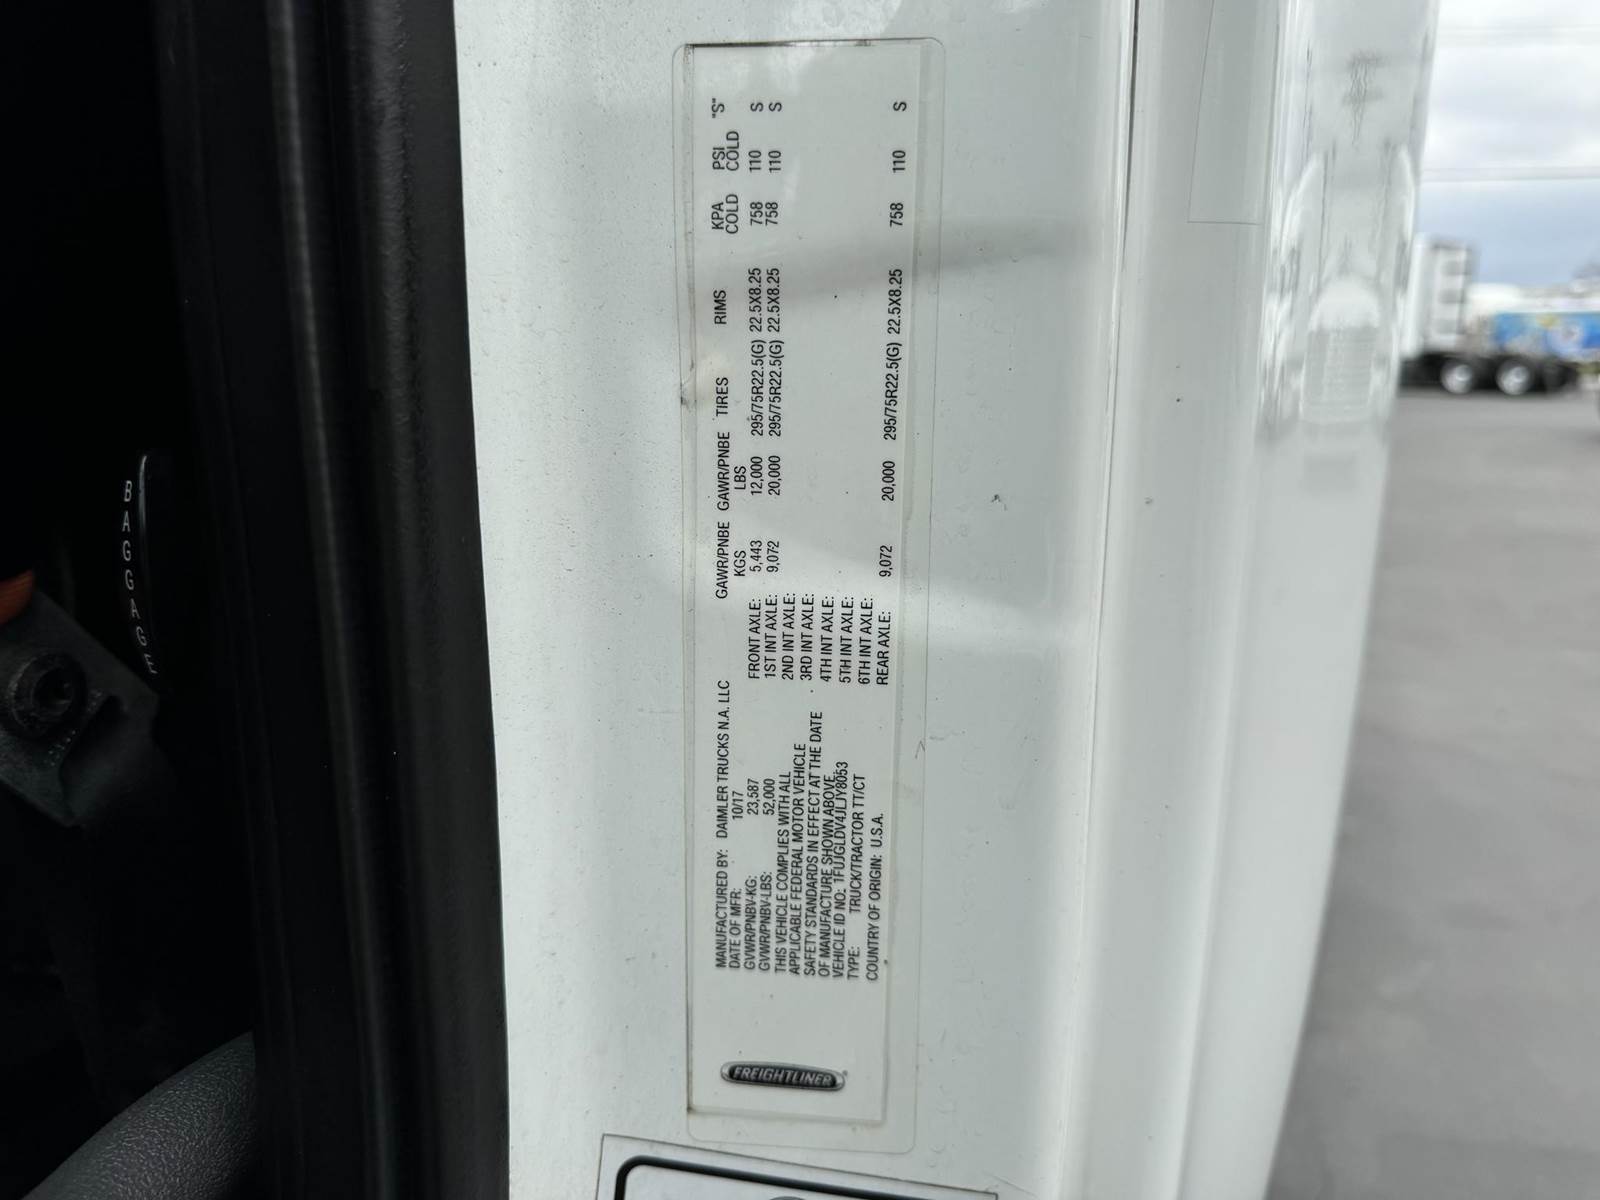 FREIGHTLINER
MANUFACTURED BY: DAIMLER TRUCKS N.A. LLC
DATE OF MFR: 10/17
GVWR/PNBV-KG: 23,587
GVWR/PNBV-LBS: 52,000
THIS VEHICLE COMPLIES WITH ALL
APPLICABLE FEDERAL MOTOR VEHICLE
SAFETY STANDARDS IN EFFECT AT THE DATE
OF MANUFACTURE SHOWN ABOVE
VEHICLE ID NO: 1FUJGLDV4JLJY8053
TYPE: TRUCK/TRACTOR TT/CT
COUNTRY OF ORIGIN: U.S.A.
GAWR/PNBE GAWR/PNBE TIRES RIMS KPA PSI "S"
KGS LBS COLD COLD
FRONT AXLE: 5,443 12,000 295/75R22.5(G) 22.5X8.25 758 110 S
1ST INT AXLE: 9,072 20,000 295/75R22.5(G) 22.5X8.25 758 110 S
2ND INT AXLE:
3RD INT AXLE:
4TH INT AXLE:
5TH INT AXLE:
6TH INT AXLE:
REAR AXLE: 9,072 20,000 295/75R22.5(G) 22.5X8.25 758 110 S
BAGGAGE